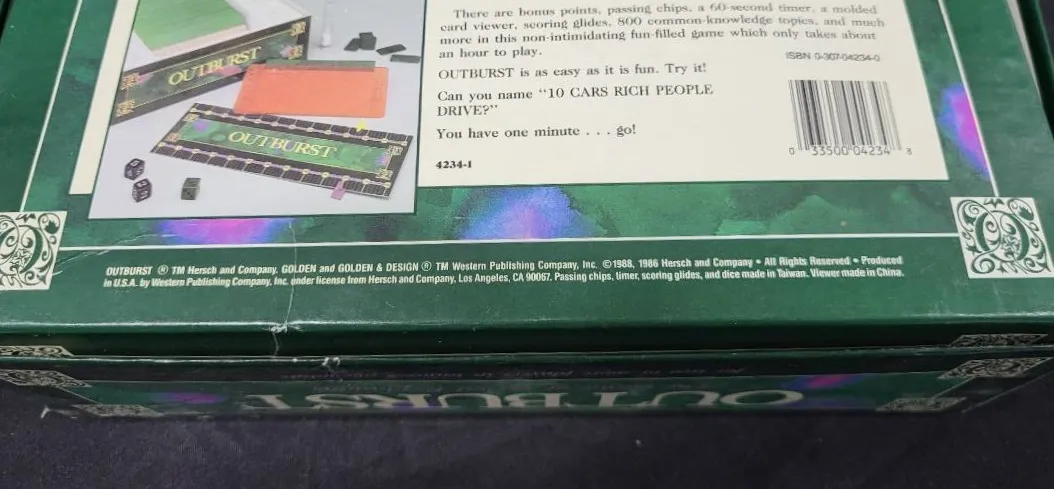 There are bonus points, passing chips, a 60-second timer, a molded
card viewer, scoring glides, 800 common-knowledge topics, and much
more in this non-intimidating fun-filled game which only takes about
an hour to play.
ISBN 0-307-04234-0
OUTBURST is as easy as it is fun. Try it!
Can you name "10 CARS RICH PEOPLE
DRIVE?"
You have one minute . . . go!
0 33500 04234 8
4234-1
OUTBURST
OUTBURST
OUTBURST ® TM Hersch and Company. GOLDEN and GOLDEN & DESIGN ® TM Western Publishing Company, Inc. ©1988, 1986 Hersch and Company • All Rights Reserved • Produced
in U.S.A. by Western Publishing Company, Inc. under license from Hersch and Company, Los Angeles, CA 90067. Passing chips, timer, scoring glides, and dice made in Taiwan. Viewer made in China.
OUTBURST